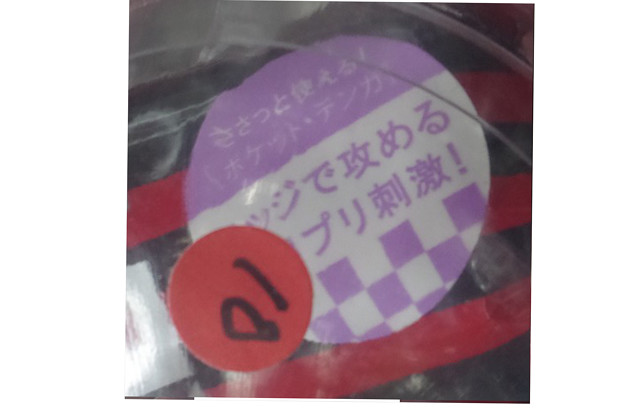 ささっと使える!
ポケット・テンガ
ッジで攻める
プリ刺激!